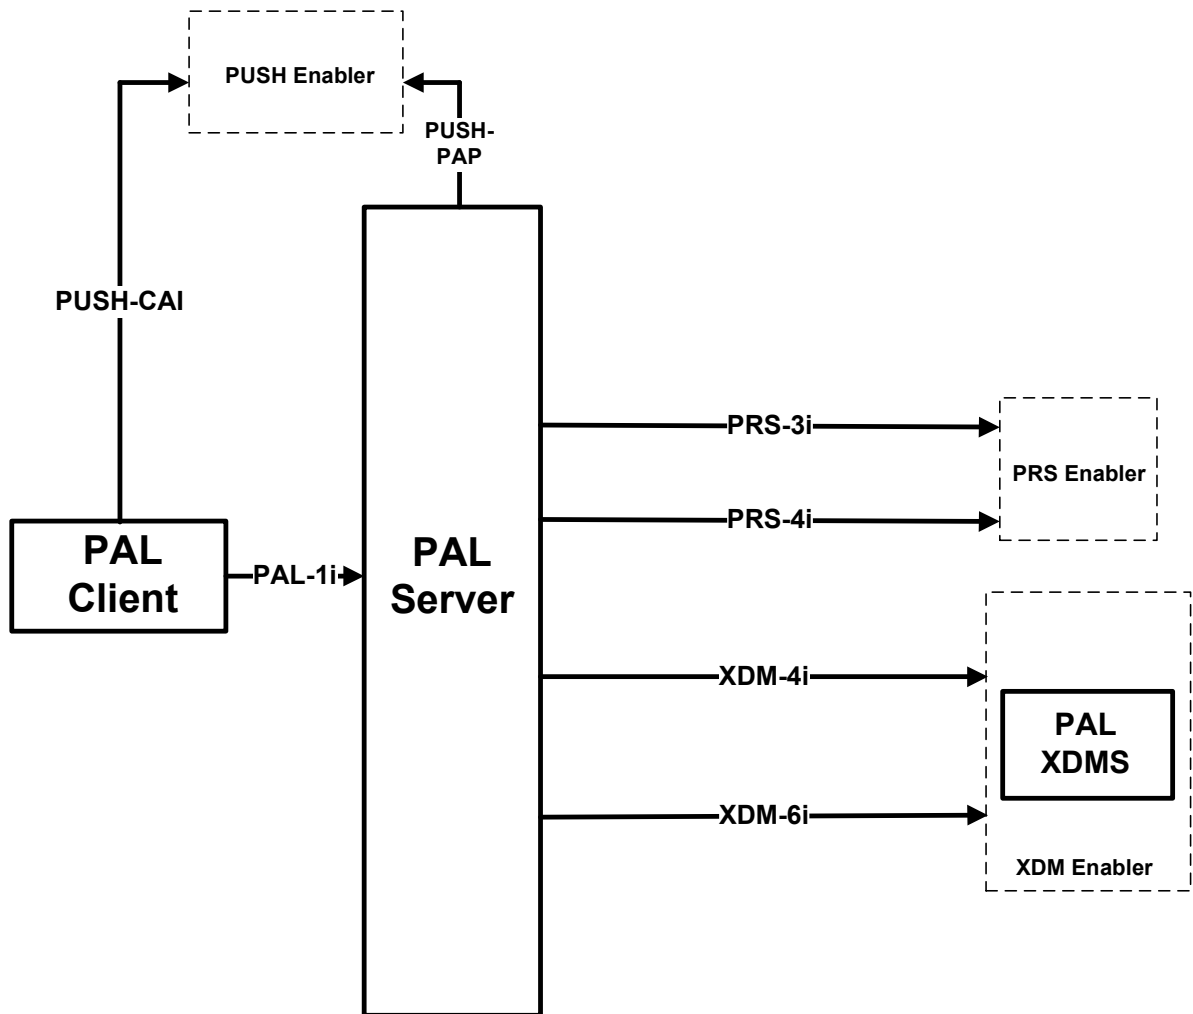 PUSH Enabler
PUSH-
PAP
PUSH-CAI
PRS-3i
PRS Enabler
PRS-4i
PAL
Client
PAL-1i
PAL
Server
XDM-4i
PAL
XDMS
XDM-6i
XDM Enabler